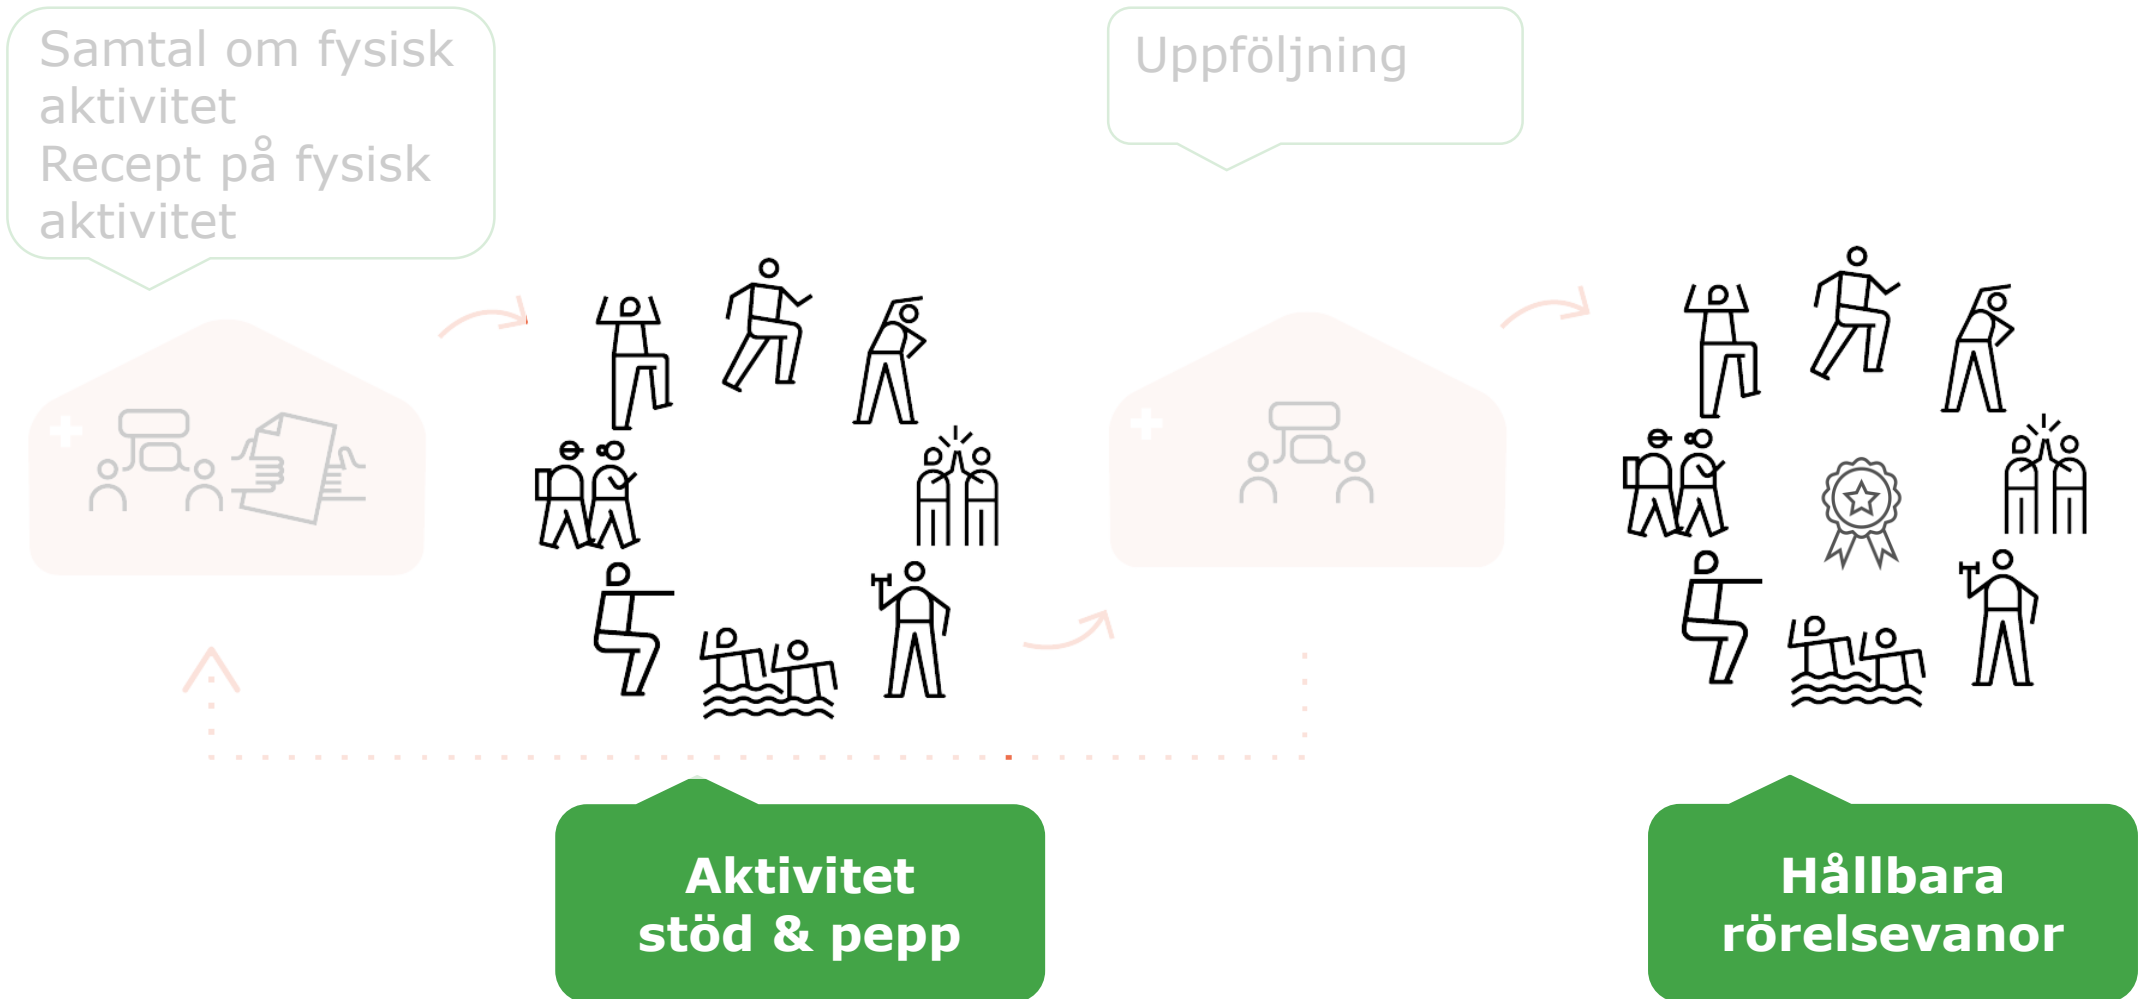 Samtal om fysisk
aktivitet
Recept på fysisk
aktivitet
Uppföljning
Aktivitet
stöd & pepp
Hållbara
rörelsevanor